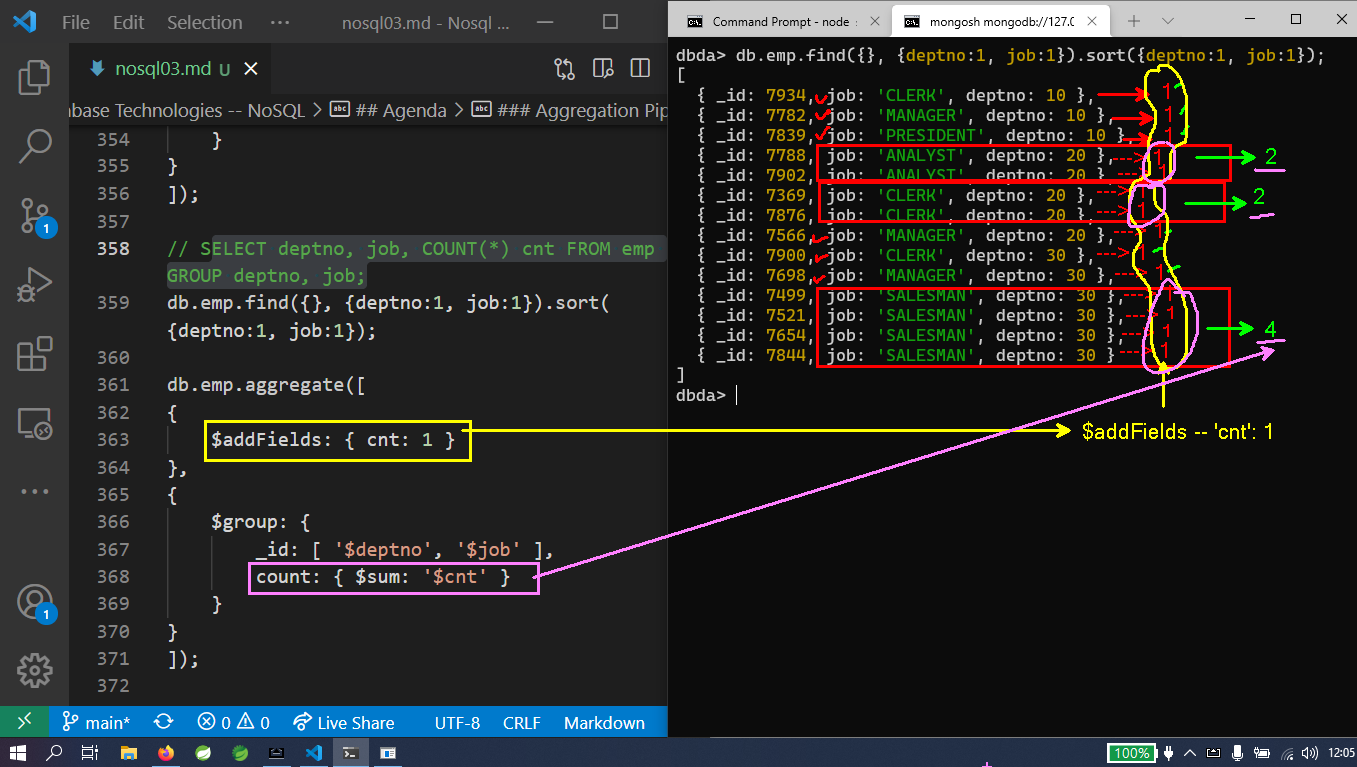 File Edit Selection ··· nosql03.md - Nosql ...
nosql03.md U
base Technologies -- NoSQL > ## Agenda > ### Aggregation Pip
354 }
355 }
356 ]);
357
358 // SELECT deptno, job, COUNT(*) cnt FROM emp
GROUP deptno, job;
359 db.emp.find({}, {deptno:1, job:1}).sort(
{deptno:1, job:1});
360
361 db.emp.aggregate([
362 {
363 $addFields: { cnt: 1 }
364 },
365 {
366 $group: {
367 _id: [ '$deptno', '$job' ],
368 count: { $sum: '$cnt' }
369 }
370 }
371 ]);
372
1
1
main* 0 0 Live Share UTF-8 CRLF Markdown
Command Prompt - node mongosh mongodb://127.0
dbda> db.emp.find({}, {deptno:1, job:1}).sort({deptno:1, job:1});
[
{ _id: 7934, job: 'CLERK', deptno: 10 }, 1
{ _id: 7782, job: 'MANAGER', deptno: 10 }, 1
{ _id: 7839, job: 'PRESIDENT', deptno: 10 }, 1
{ _id: 7788, job: 'ANALYST', deptno: 20 }, 1 2
{ _id: 7902, job: 'ANALYST', deptno: 20 }, 1
{ _id: 7369, job: 'CLERK', deptno: 20 }, 1 2
{ _id: 7876, job: 'CLERK', deptno: 20 }, 1
{ _id: 7566, job: 'MANAGER', deptno: 20 }, 1
{ _id: 7900, job: 'CLERK', deptno: 30 }, 1
{ _id: 7698, job: 'MANAGER', deptno: 30 }, 1
{ _id: 7499, job: 'SALESMAN', deptno: 30 }, 1
{ _id: 7521, job: 'SALESMAN', deptno: 30 }, 1
{ _id: 7654, job: 'SALESMAN', deptno: 30 }, 1 4
{ _id: 7844, job: 'SALESMAN', deptno: 30 } 1
]
dbda>
$addFields -- 'cnt': 1
100% 12:05